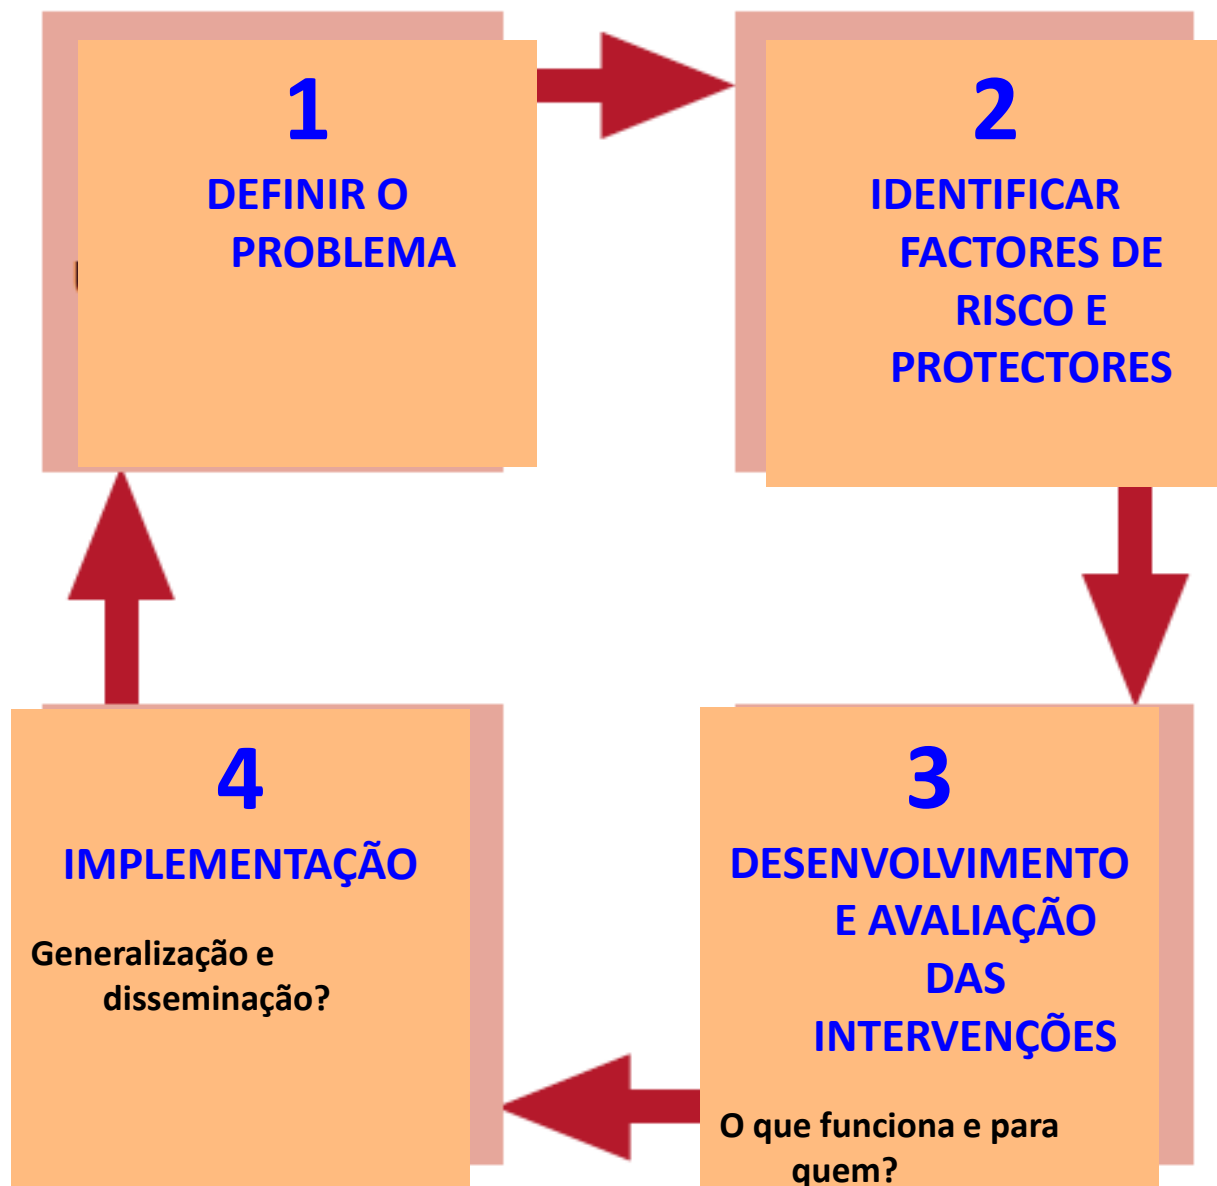 1
DEFINIR O
PROBLEMA
2
IDENTIFICAR
FACTORES DE
RISCO E
PROTECTORES
4
IMPLEMENTAÇÃO
Generalização e
disseminação?
3
DESENVOLVIMENTO
E AVALIAÇÃO
DAS
INTERVENÇÕES
O que funciona e para
quem?